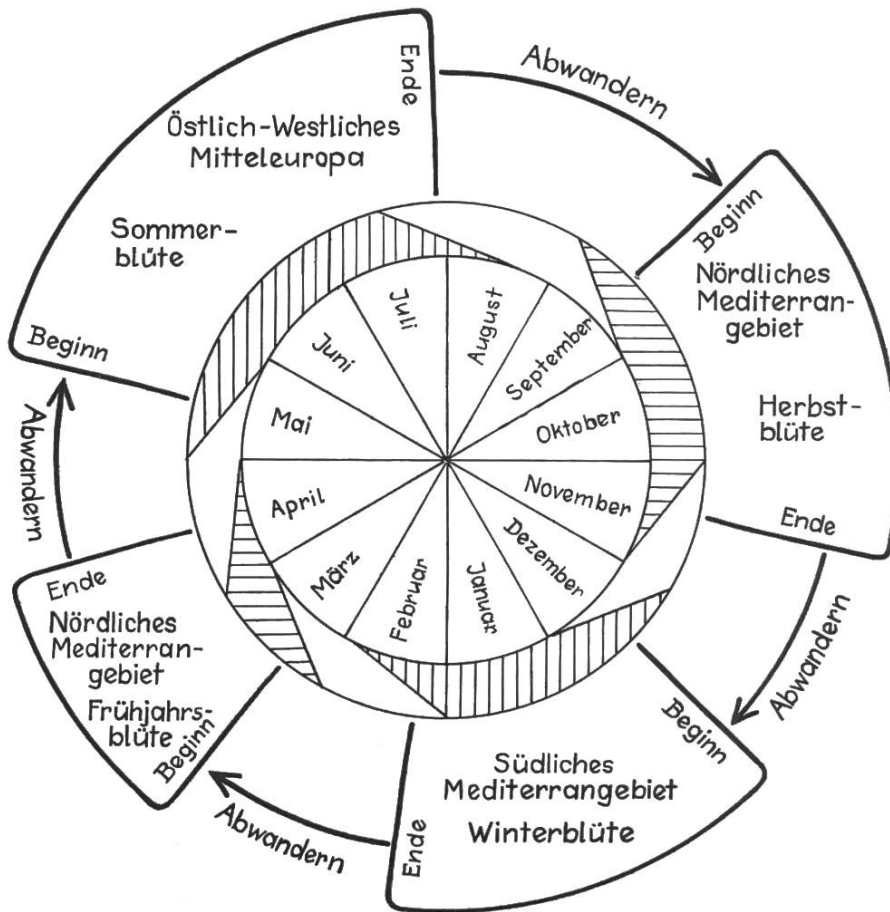 Abwandern
Ende
Östlich-Westliches
Mitteleuropa
Sommer-
blüte
Beginn
Beginn
Nördliches
Mediterran-
gebiet
Herbst-
blüte
Ende
Abwandern
Beginn
Südliches
Mediterrangebiet
Winterblüte
Ende
Abwandern
Beginn
Nördliches
Mediterran-
gebiet
Frühjahrs-
blüte
Ende
Abwandern
Januar
Februar
März
April
Mai
Juni
Juli
August
September
Oktober
November
Dezember